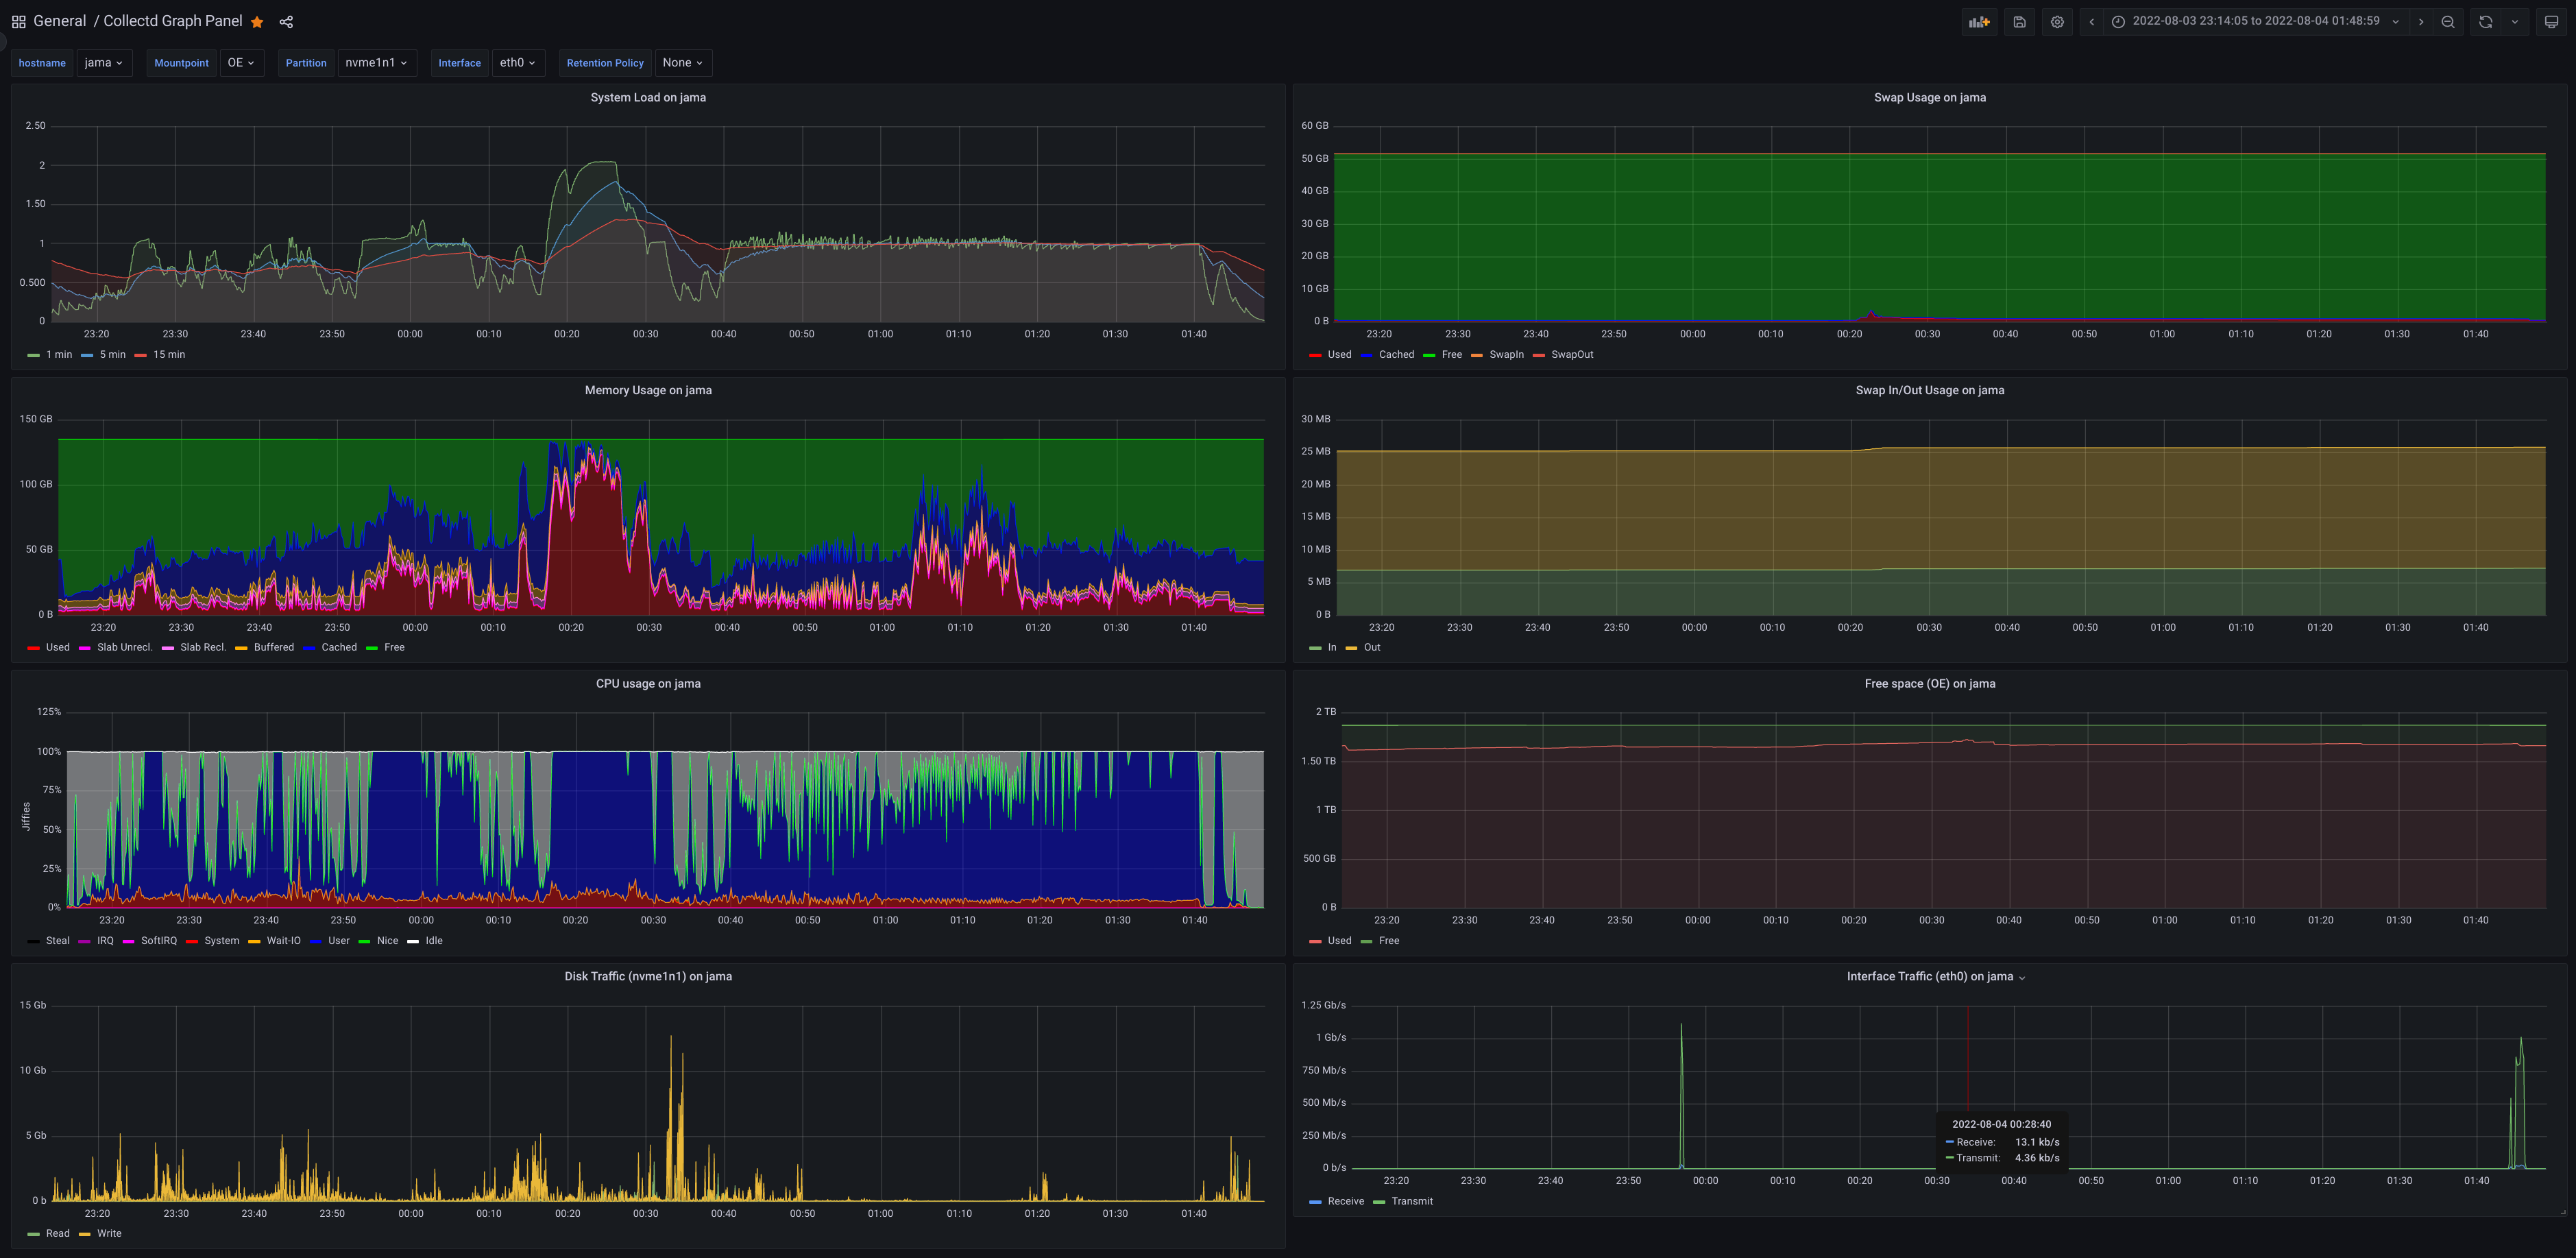 General / Collectd Graph Panel
2022-08-03 23:14:05 to 2022-08-04 01:48:59
hostname jama Mountpoint OE Partition nvme1n1 Interface eth0 Retention Policy None
System Load on jama
2.50
2
1.50
1
0.500
0
23:20 23:30 23:40 23:50 00:00 00:10 00:20 00:30 00:40 00:50 01:00 01:10 01:20 01:30 01:40
1 min 5 min 15 min
Swap Usage on jama
60 GB
50 GB
40 GB
30 GB
20 GB
10 GB
0 B
23:20 23:30 23:40 23:50 00:00 00:10 00:20 00:30 00:40 00:50 01:00 01:10 01:20 01:30 01:40
Used Cached Free SwapIn SwapOut
Memory Usage on jama
150 GB
100 GB
50 GB
0 B
23:20 23:30 23:40 23:50 00:00 00:10 00:20 00:30 00:40 00:50 01:00 01:10 01:20 01:30 01:40
Used Slab Unrecl. Slab Recl. Buffered Cached Free
Swap In/Out Usage on jama
30 MB
25 MB
20 MB
15 MB
10 MB
5 MB
0 B
23:20 23:30 23:40 23:50 00:00 00:10 00:20 00:30 00:40 00:50 01:00 01:10 01:20 01:30 01:40
In Out
CPU usage on jama
Jiffies
125%
100%
75%
50%
25%
0%
23:20 23:30 23:40 23:50 00:00 00:10 00:20 00:30 00:40 00:50 01:00 01:10 01:20 01:30 01:40
Steal IRQ SoftIRQ System Wait-IO User Nice Idle
Free space (OE) on jama
2 TB
1.50 TB
1 TB
500 GB
0 B
23:20 23:30 23:40 23:50 00:00 00:10 00:20 00:30 00:40 00:50 01:00 01:10 01:20 01:30 01:40
Used Free
Disk Traffic (nvme1n1) on jama
15 Gb
10 Gb
5 Gb
0 b
23:20 23:30 23:40 23:50 00:00 00:10 00:20 00:30 00:40 00:50 01:00 01:10 01:20 01:30 01:40
Read Write
Interface Traffic (eth0) on jama
1.25 Gb/s
1 Gb/s
750 Mb/s
500 Mb/s
250 Mb/s
0 b/s
2022-08-04 00:28:40
Receive: 13.1 kb/s
Transmit: 4.36 kb/s
23:20 23:30 23:40 23:50 00:00 00:10 00:20 00:30 00:40 00:50 01:00 01:10 01:20 01:30 01:40
Receive Transmit